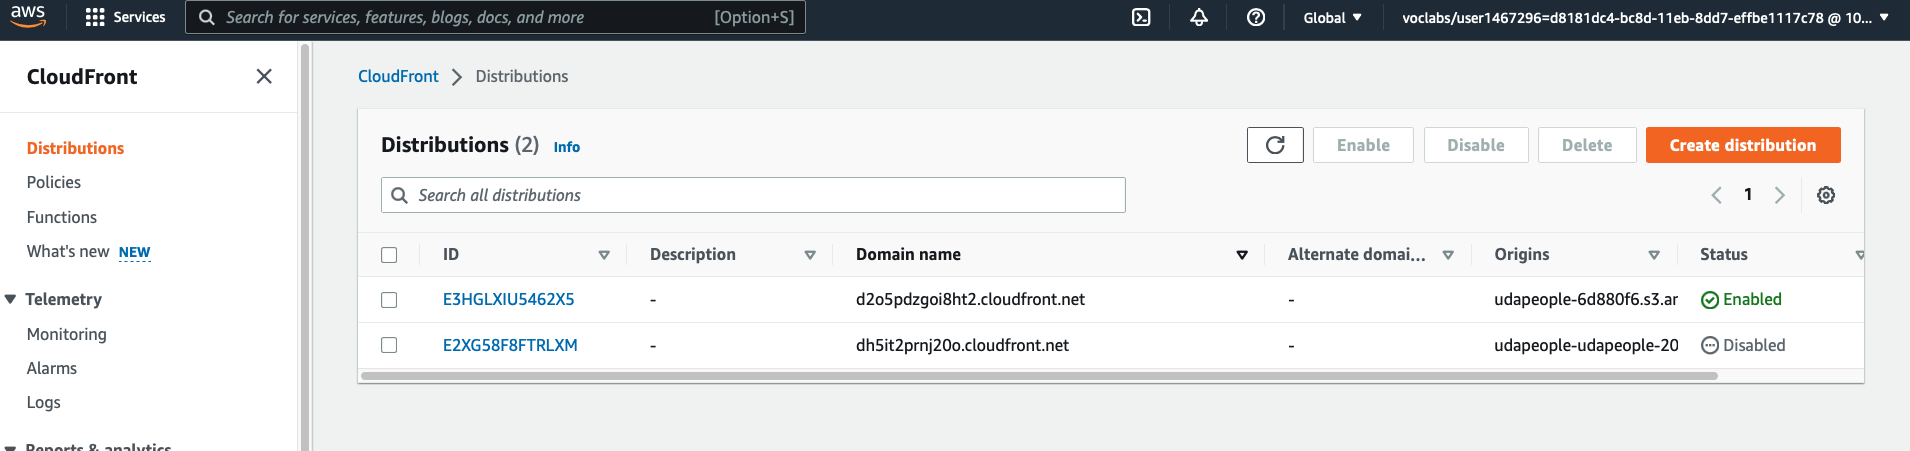 aws Services Search for services, features, blogs, docs, and more [Option+S] Global voclabs/user1467296=d8181dc4-bc8d-11eb-8dd7-effbe1117c78 @ 10...
CloudFront
Distributions
Policies
Functions
What's new NEW
Telemetry
Monitoring
Alarms
Logs
Reports & analytics
CloudFront Distributions
Distributions (2) Info Enable Disable Delete Create distribution
Search all distributions 1
ID Description Domain name Alternate domai... Origins Status
E3HGLXIU5462X5 - d2o5pdzgoi8ht2.cloudfront.net - udapeople-6d880f6.s3.ar Enabled
E2XG58F8FTRLXM - dh5it2prnj20o.cloudfront.net - udapeople-udapeople-20 Disabled